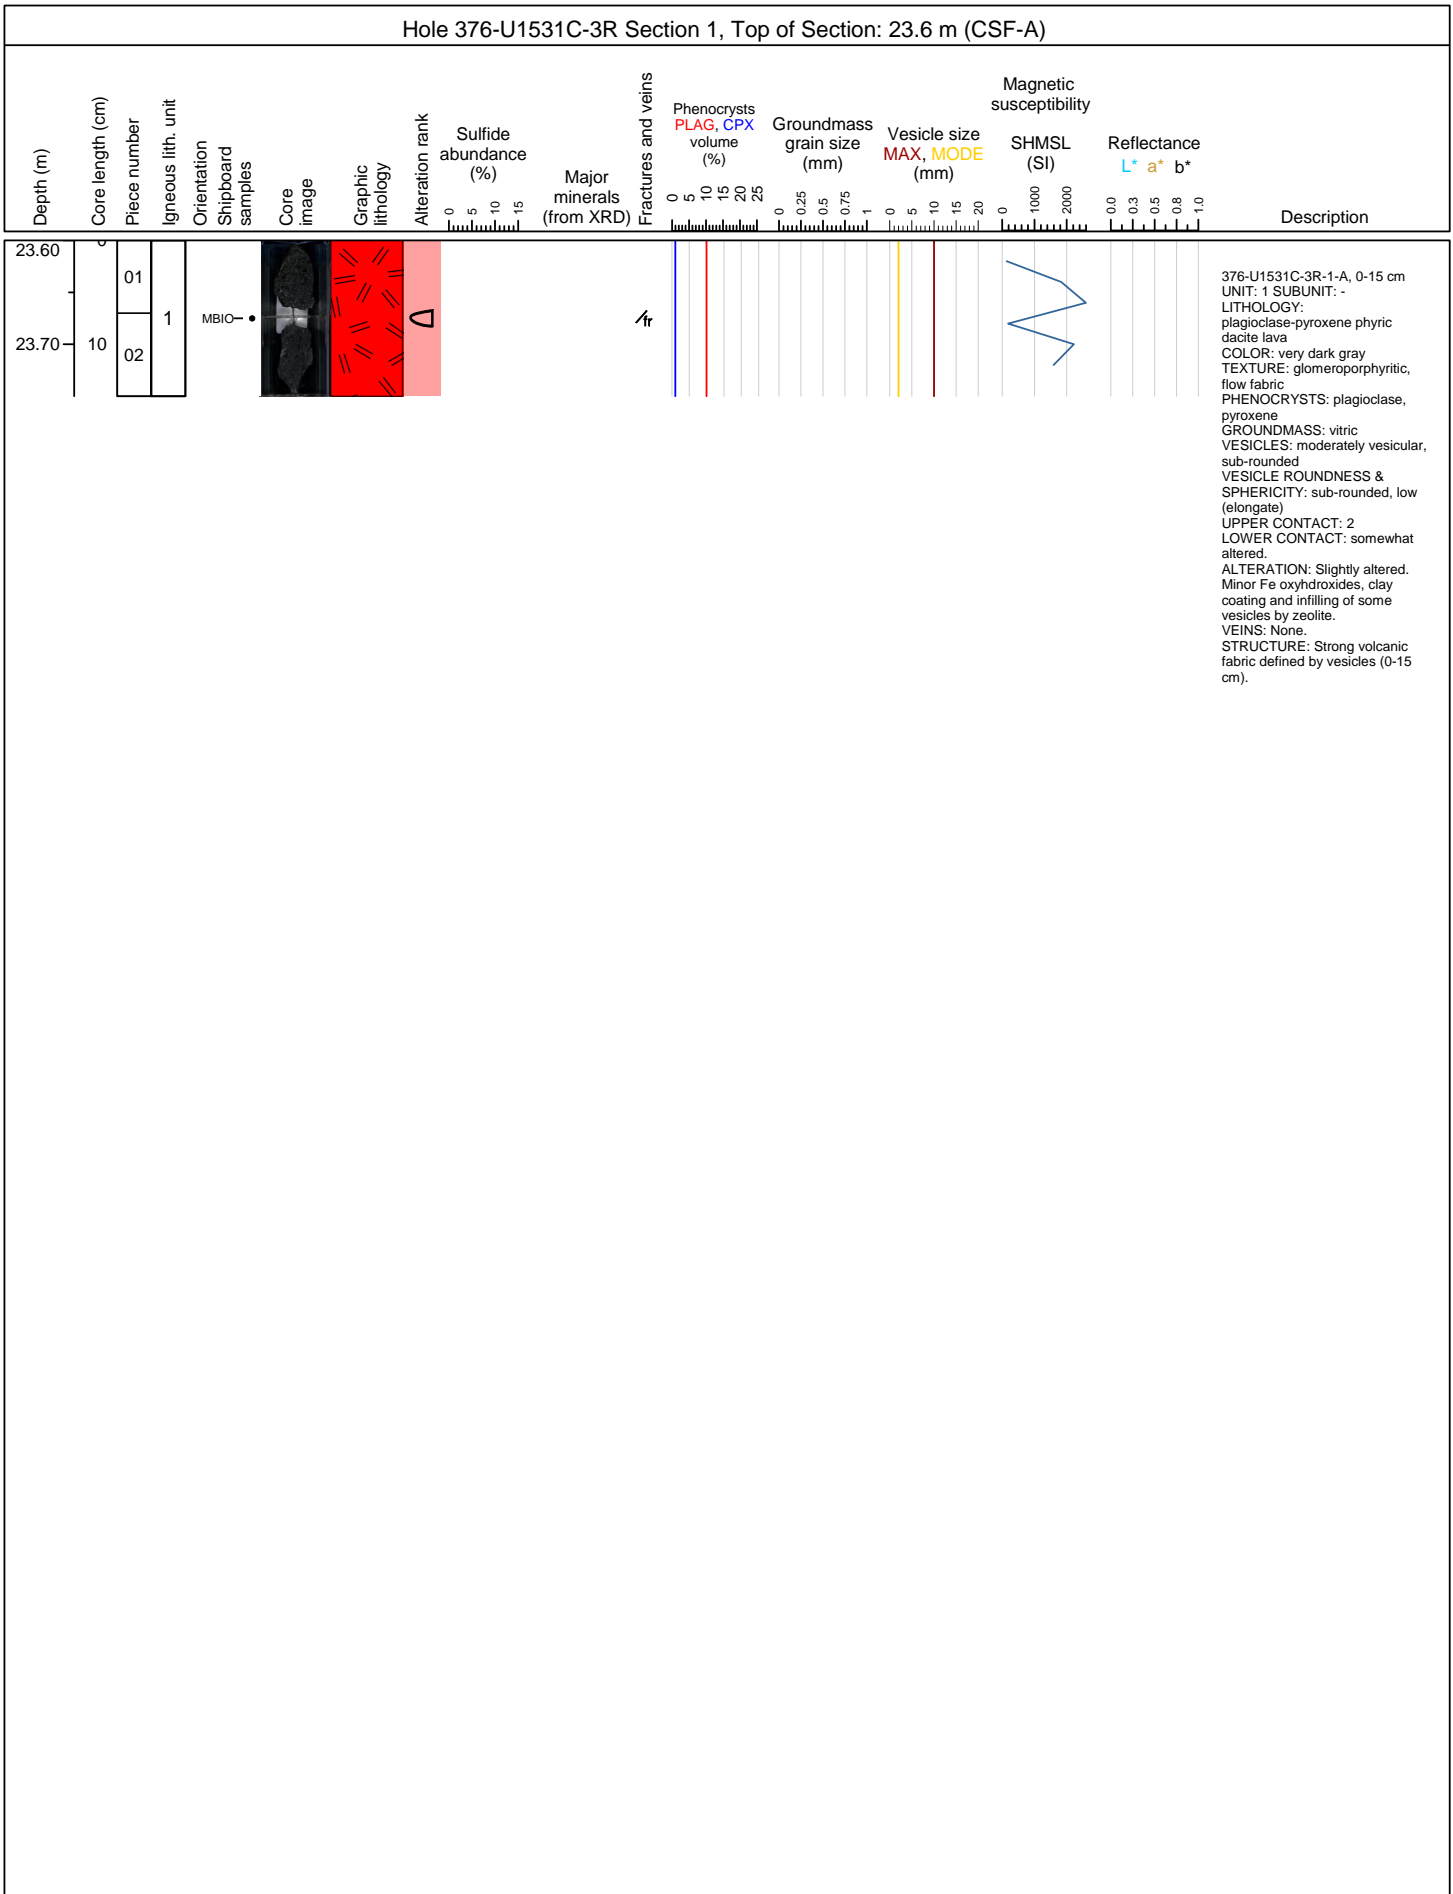 Hole 376-U1531C-3R Section 1, Top of Section: 23.6 m (CSF-A)
Depth (m)
Core length (cm)
Piece number
Igneous lith. unit
Orientation
Shipboard
samples
Core
image
Graphic
lithology
Alteration rank
Sulfide
abundance
(%)
0 5 10 15
Major
minerals
(from XRD)
Fractures and veins
Phenocrysts
PLAG, CPX
volume
(%)
0 5 10 15 20 25
Groundmass
grain size
(mm)
0 0.25 0.5 0.75 1
Vesicle size
MAX, MODE
(mm)
0 5 10 15 20
Magnetic
susceptibility
SHMSL
(SI)
0 1000 2000
Reflectance
L* a* b*
0.0 0.3 0.5 0.8 1.0
Description
23.60
23.70
0
10
01
02
1
MBIO
fr
376-U1531C-3R-1-A, 0-15 cm
UNIT: 1 SUBUNIT: -
LITHOLOGY:
plagioclase-pyroxene phyric
dacite lava
COLOR: very dark gray
TEXTURE: glomeroporphyritic,
flow fabric
PHENOCRYSTS: plagioclase,
pyroxene
GROUNDMASS: vitric
VESICLES: moderately vesicular,
sub-rounded
VESICLE ROUNDNESS &
SPHERICITY: sub-rounded, low
(elongate)
UPPER CONTACT: 2
LOWER CONTACT: somewhat
altered.
ALTERATION: Slightly altered.
Minor Fe oxyhdroxides, clay
coating and infilling of some
vesicles by zeolite.
VEINS: None.
STRUCTURE: Strong volcanic
fabric defined by vesicles (0-15
cm).